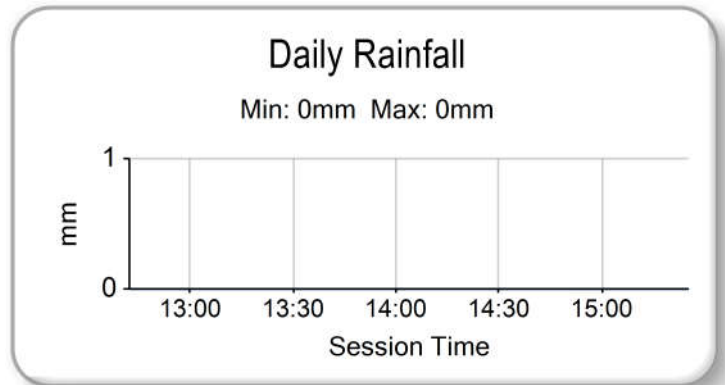 Daily Rainfall
Min: 0mm  Max: 0mm
1
mm
0
13:00 13:30 14:00 14:30 15:00
Session Time